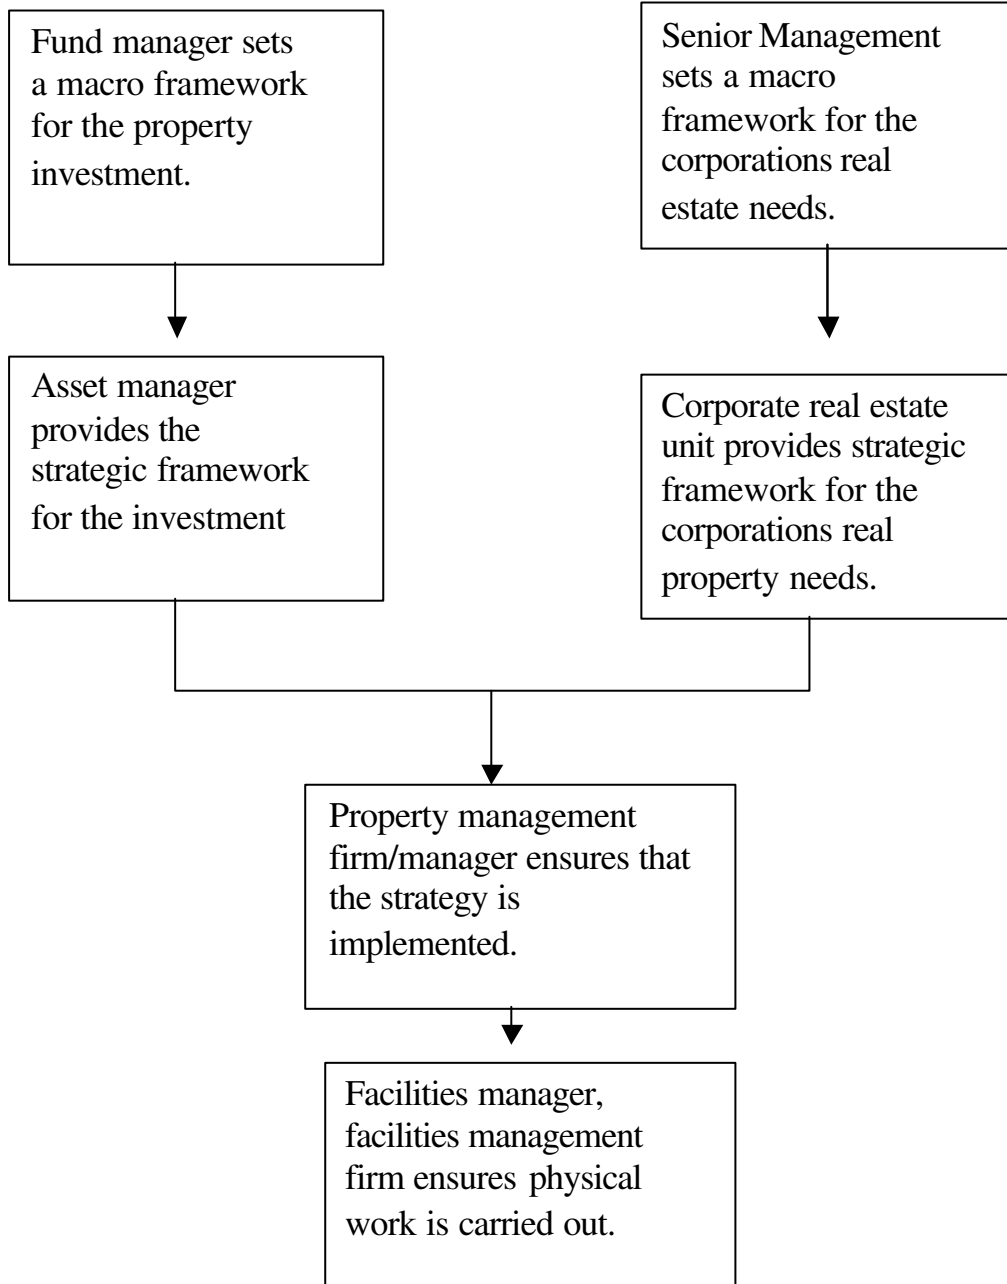 Fund manager sets
a macro framework
for the property
investment.
Senior Management
sets a macro
framework for the
corporations real
estate needs.
Asset manager
provides the
strategic framework
for the investment
Corporate real estate
unit provides strategic
framework for the
corporations real
property needs.
Property management
firm/manager ensures that
the strategy is
implemented.
Facilities manager,
facilities management
firm ensures physical
work is carried out.